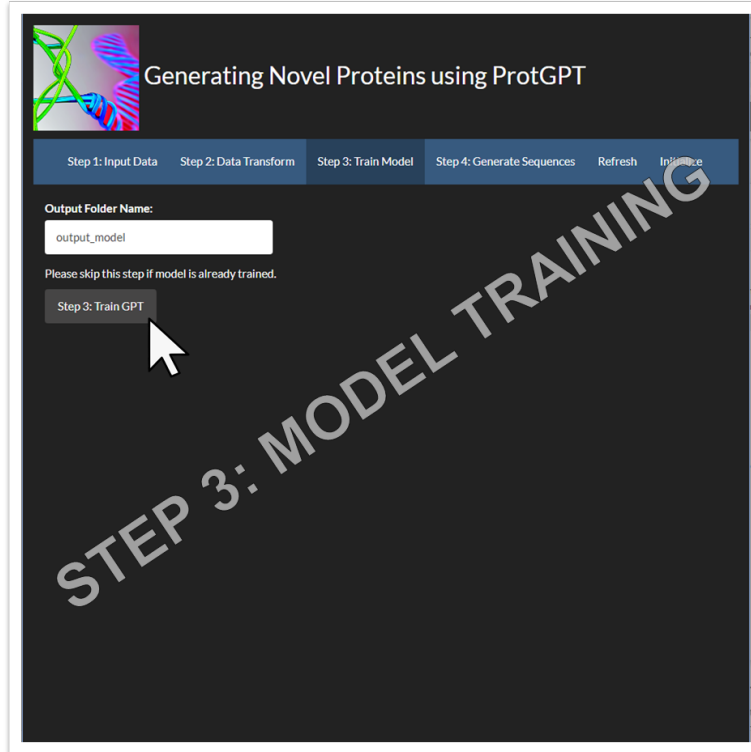 Generating Novel Proteins using ProtGPT
Step 1: Input Data Step 2: Data Transform Step 3: Train Model Step 4: Generate Sequences Refresh Initialize
Output Folder Name:
output_model
Please skip this step if model is already trained.
Step 3: Train GPT
STEP 3: MODEL TRAINING